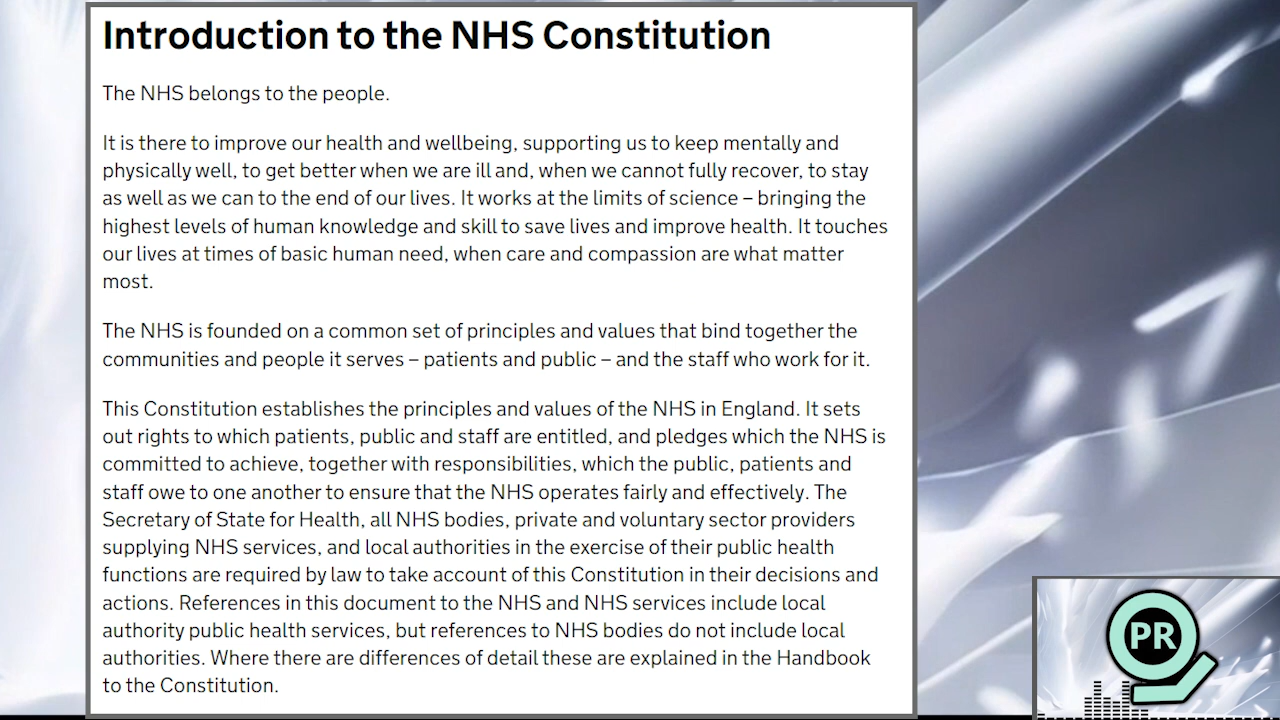 Introduction to the NHS Constitution
The NHS belongs to the people.
It is there to improve our health and wellbeing, supporting us to keep mentally and
physically well, to get better when we are ill and, when we cannot fully recover, to stay
as well as we can to the end of our lives. It works at the limits of science – bringing the
highest levels of human knowledge and skill to save lives and improve health. It touches
our lives at times of basic human need, when care and compassion are what matter
most.
The NHS is founded on a common set of principles and values that bind together the
communities and people it serves – patients and public – and the staff who work for it.
This Constitution establishes the principles and values of the NHS in England. It sets
out rights to which patients, public and staff are entitled, and pledges which the NHS is
committed to achieve, together with responsibilities, which the public, patients and
staff owe to one another to ensure that the NHS operates fairly and effectively. The
Secretary of State for Health, all NHS bodies, private and voluntary sector providers
supplying NHS services, and local authorities in the exercise of their public health
functions are required by law to take account of this Constitution in their decisions and
actions. References in this document to the NHS and NHS services include local
authority public health services, but references to NHS bodies do not include local
authorities. Where there are differences of detail these are explained in the Handbook
to the Constitution.
PR